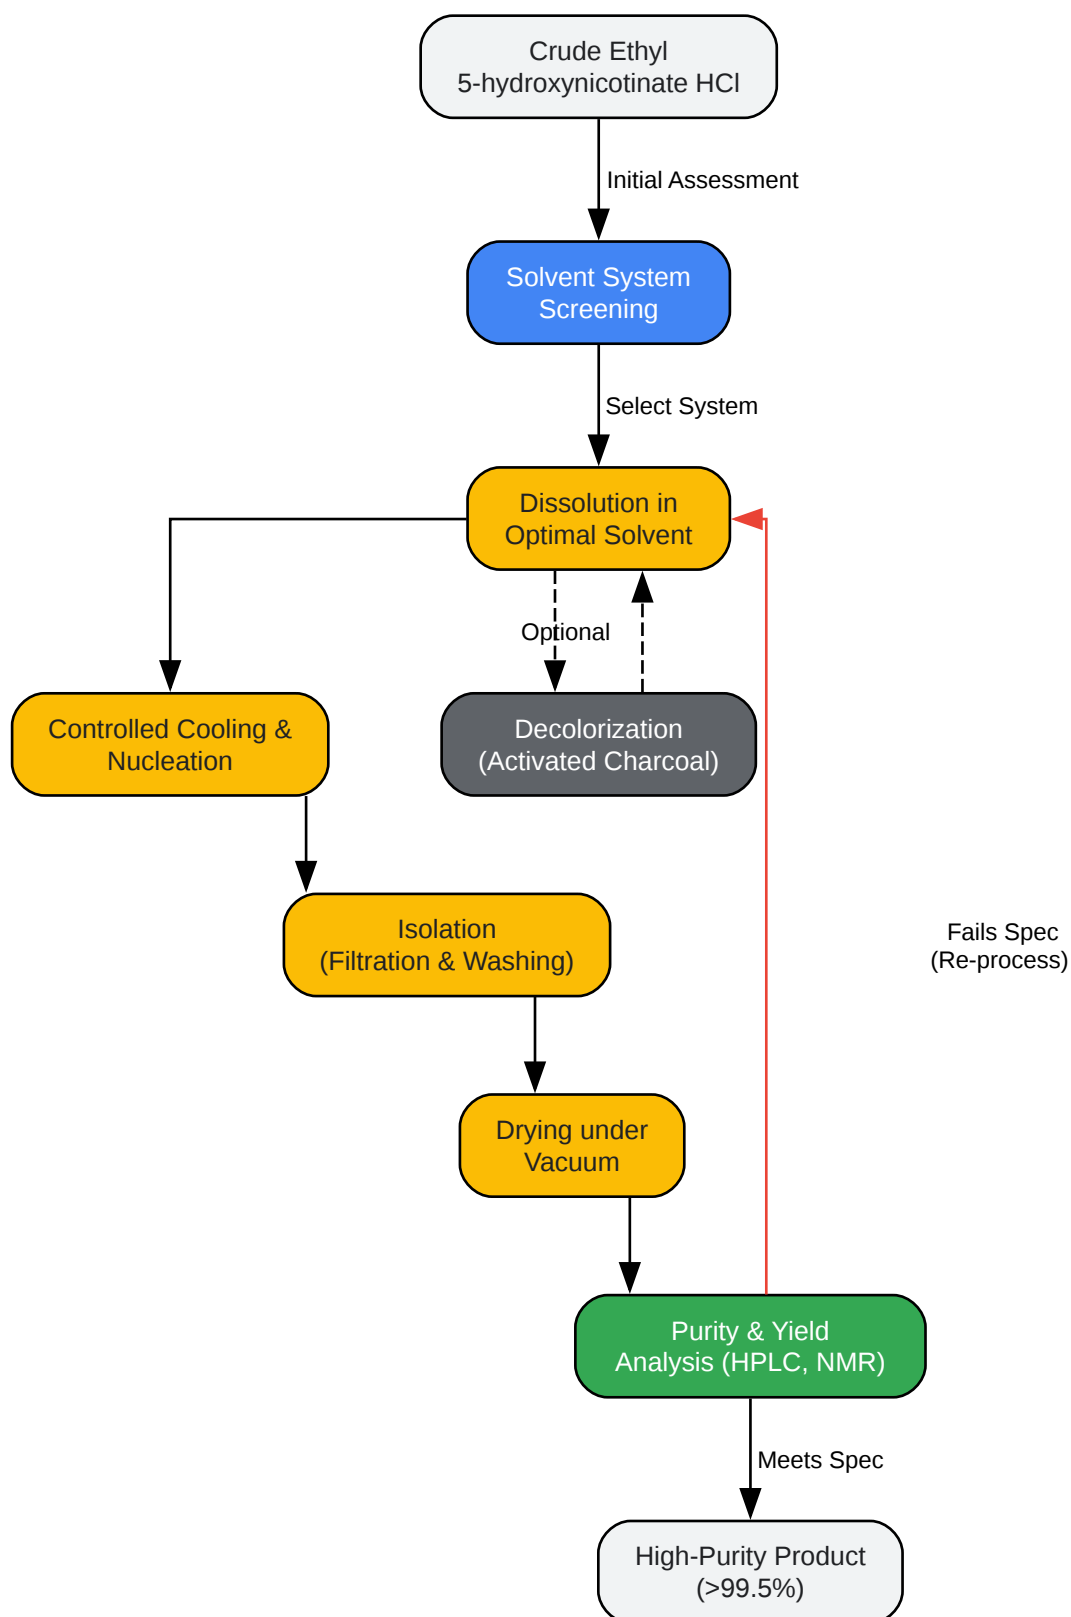 Crude Ethyl
5-hydroxynicotinate HCl
Initial Assessment
Solvent System
Screening
Select System
Dissolution in
Optimal Solvent
Optional
Controlled Cooling &
Nucleation
Decolorization
(Activated Charcoal)
Isolation
(Filtration & Washing)
Fails Spec
(Re-process)
Drying under
Vacuum
Purity & Yield
Analysis (HPLC, NMR)
Meets Spec
High-Purity Product
(>99.5%)